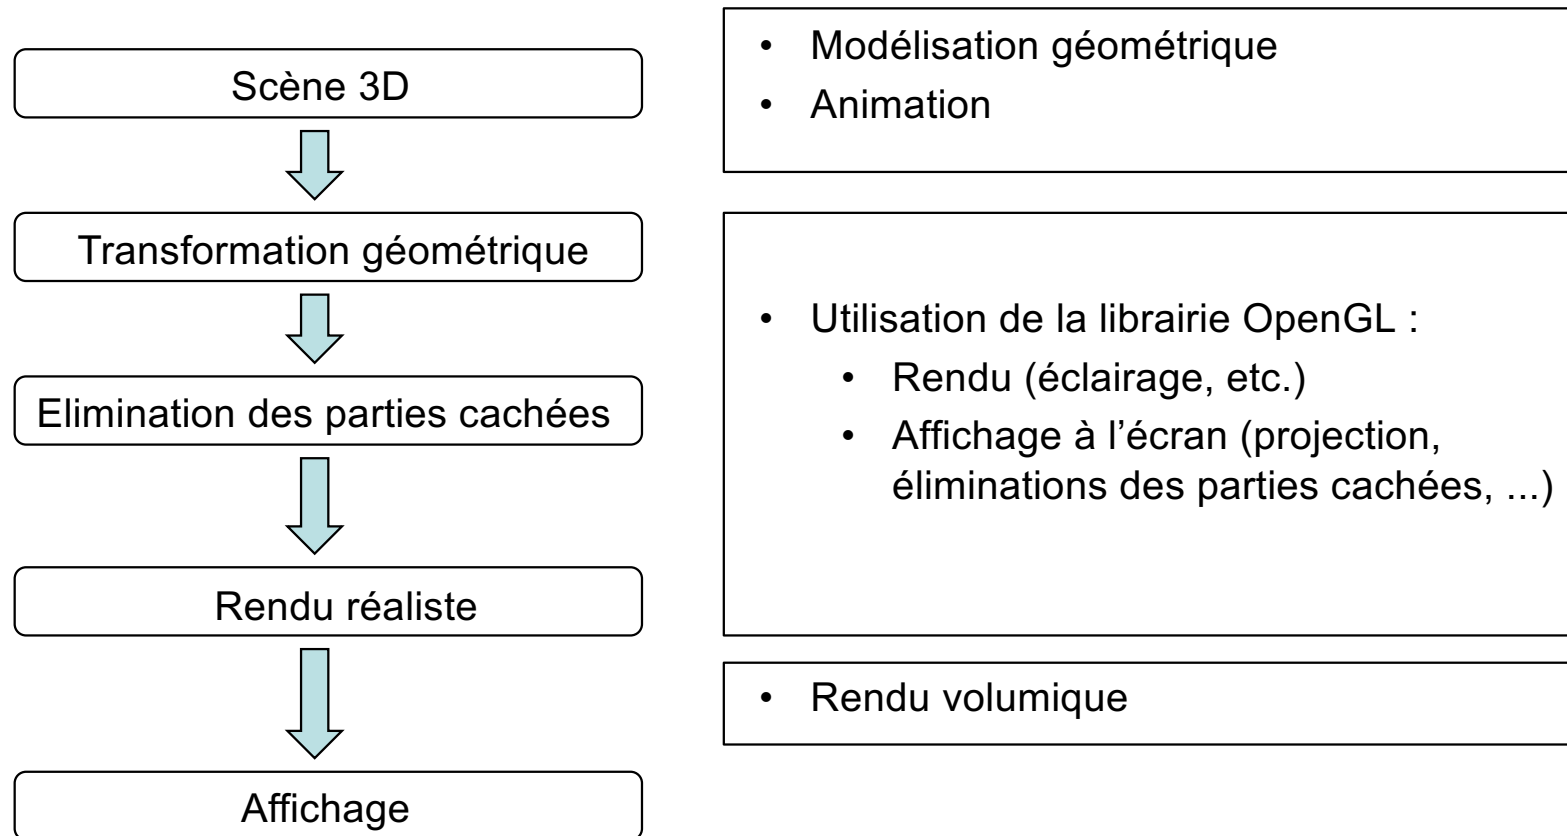 Scène 3D
Transformation géométrique
Elimination des parties cachées
Rendu réaliste
Affichage
• Modélisation géométrique
• Animation
• Utilisation de la librairie OpenGL :
• Rendu (éclairage, etc.)
• Affichage à l’écran (projection,
éliminations des parties cachées, ...)
• Rendu volumique